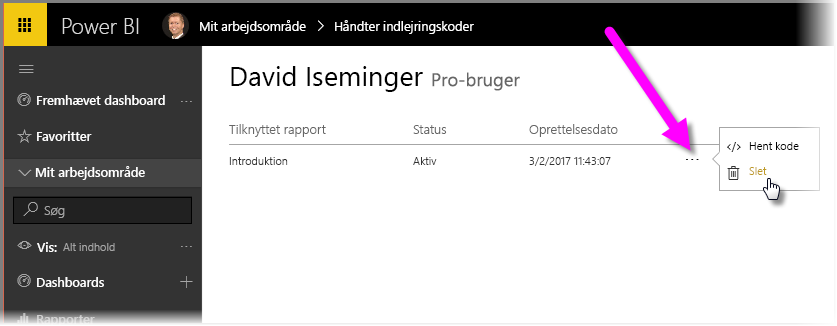 Power BI Mit arbejdsområde > Håndter indlejringskoder
David Iseminger Pro-bruger
Fremhævet dashboard ...
Favoritter
Mit arbejdsområde
Søg
Vis: Alt indhold ...
Dashboards +
Rapporter
Tilknyttet rapport Status Oprettelsesdato
Introduktion Aktiv 3/2/2017 11:43:07 ...
</> Hent kode
Slet